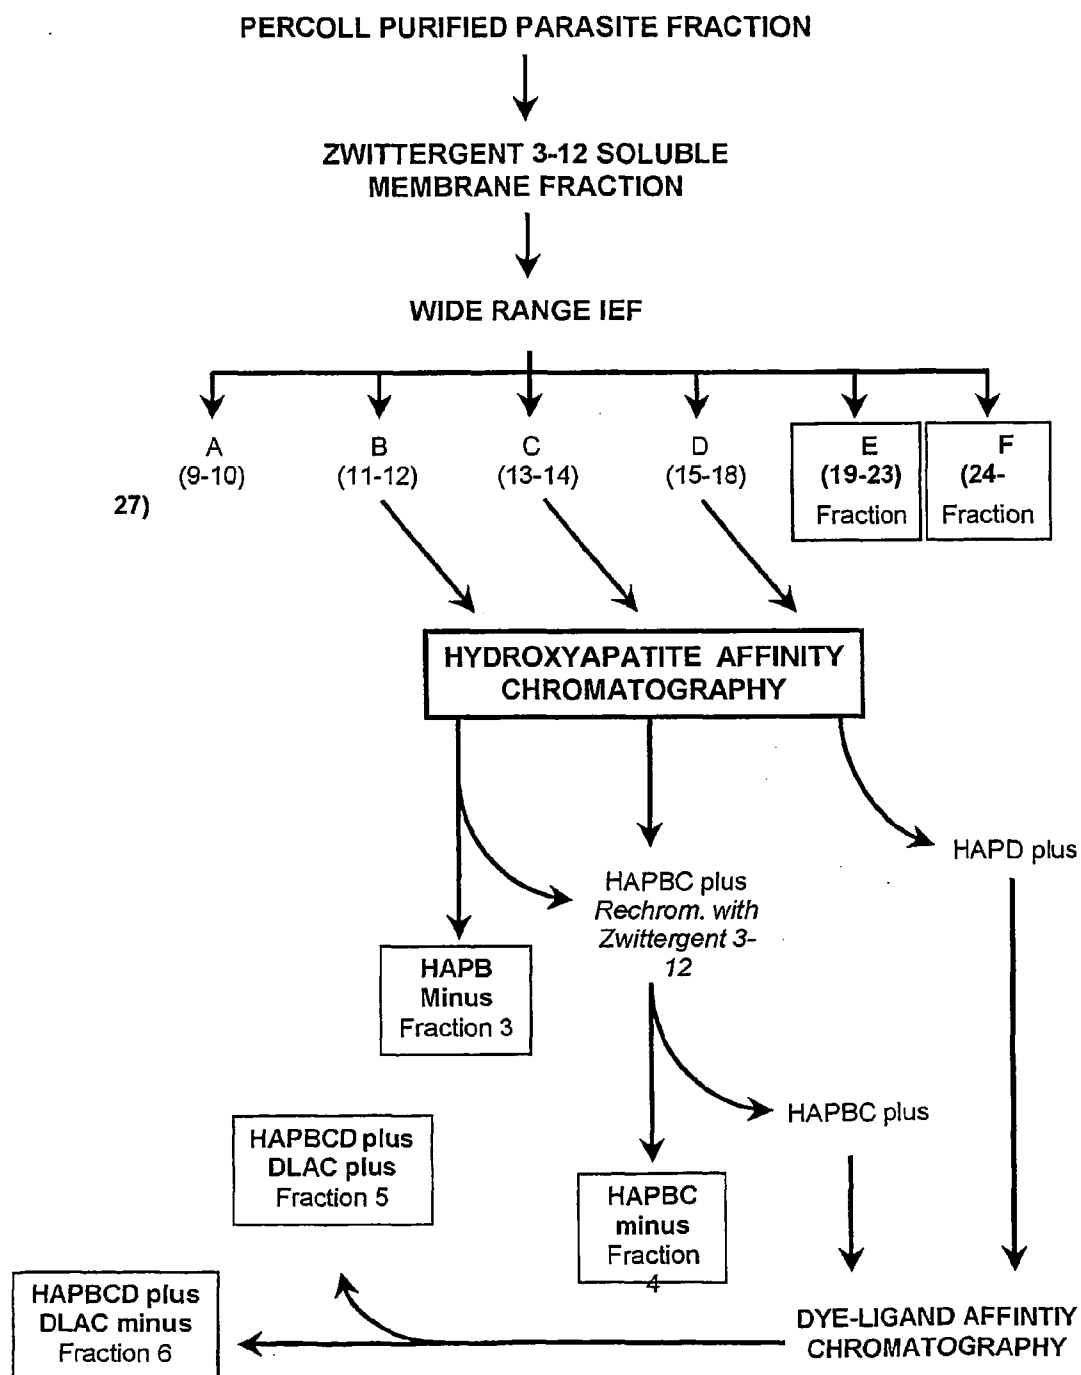 PERCOLL PURIFIED PARASITE FRACTION
ZWITTERGENT 3-12 SOLUBLE
MEMBRANE FRACTION
WIDE RANGE IEF
A
(9-10)
B
(11-12)
C
(13-14)
D
(15-18)
E
(19-23)
Fraction
F
(24-
Fraction
27)
HYDROXYAPATITE AFFINITY
CHROMATOGRAPHY
HAPD plus
HAPBC plus
Rechrom. with
Zwittergent 3-
12
HAPB
Minus
Fraction 3
HAPBC plus
HAPBCD plus
DLAC plus
Fraction 5
HAPBC
minus
Fraction
4
HAPBCD plus
DLAC minus
Fraction 6
DYE-LIGAND AFFINTIY
CHROMATOGRAPHY